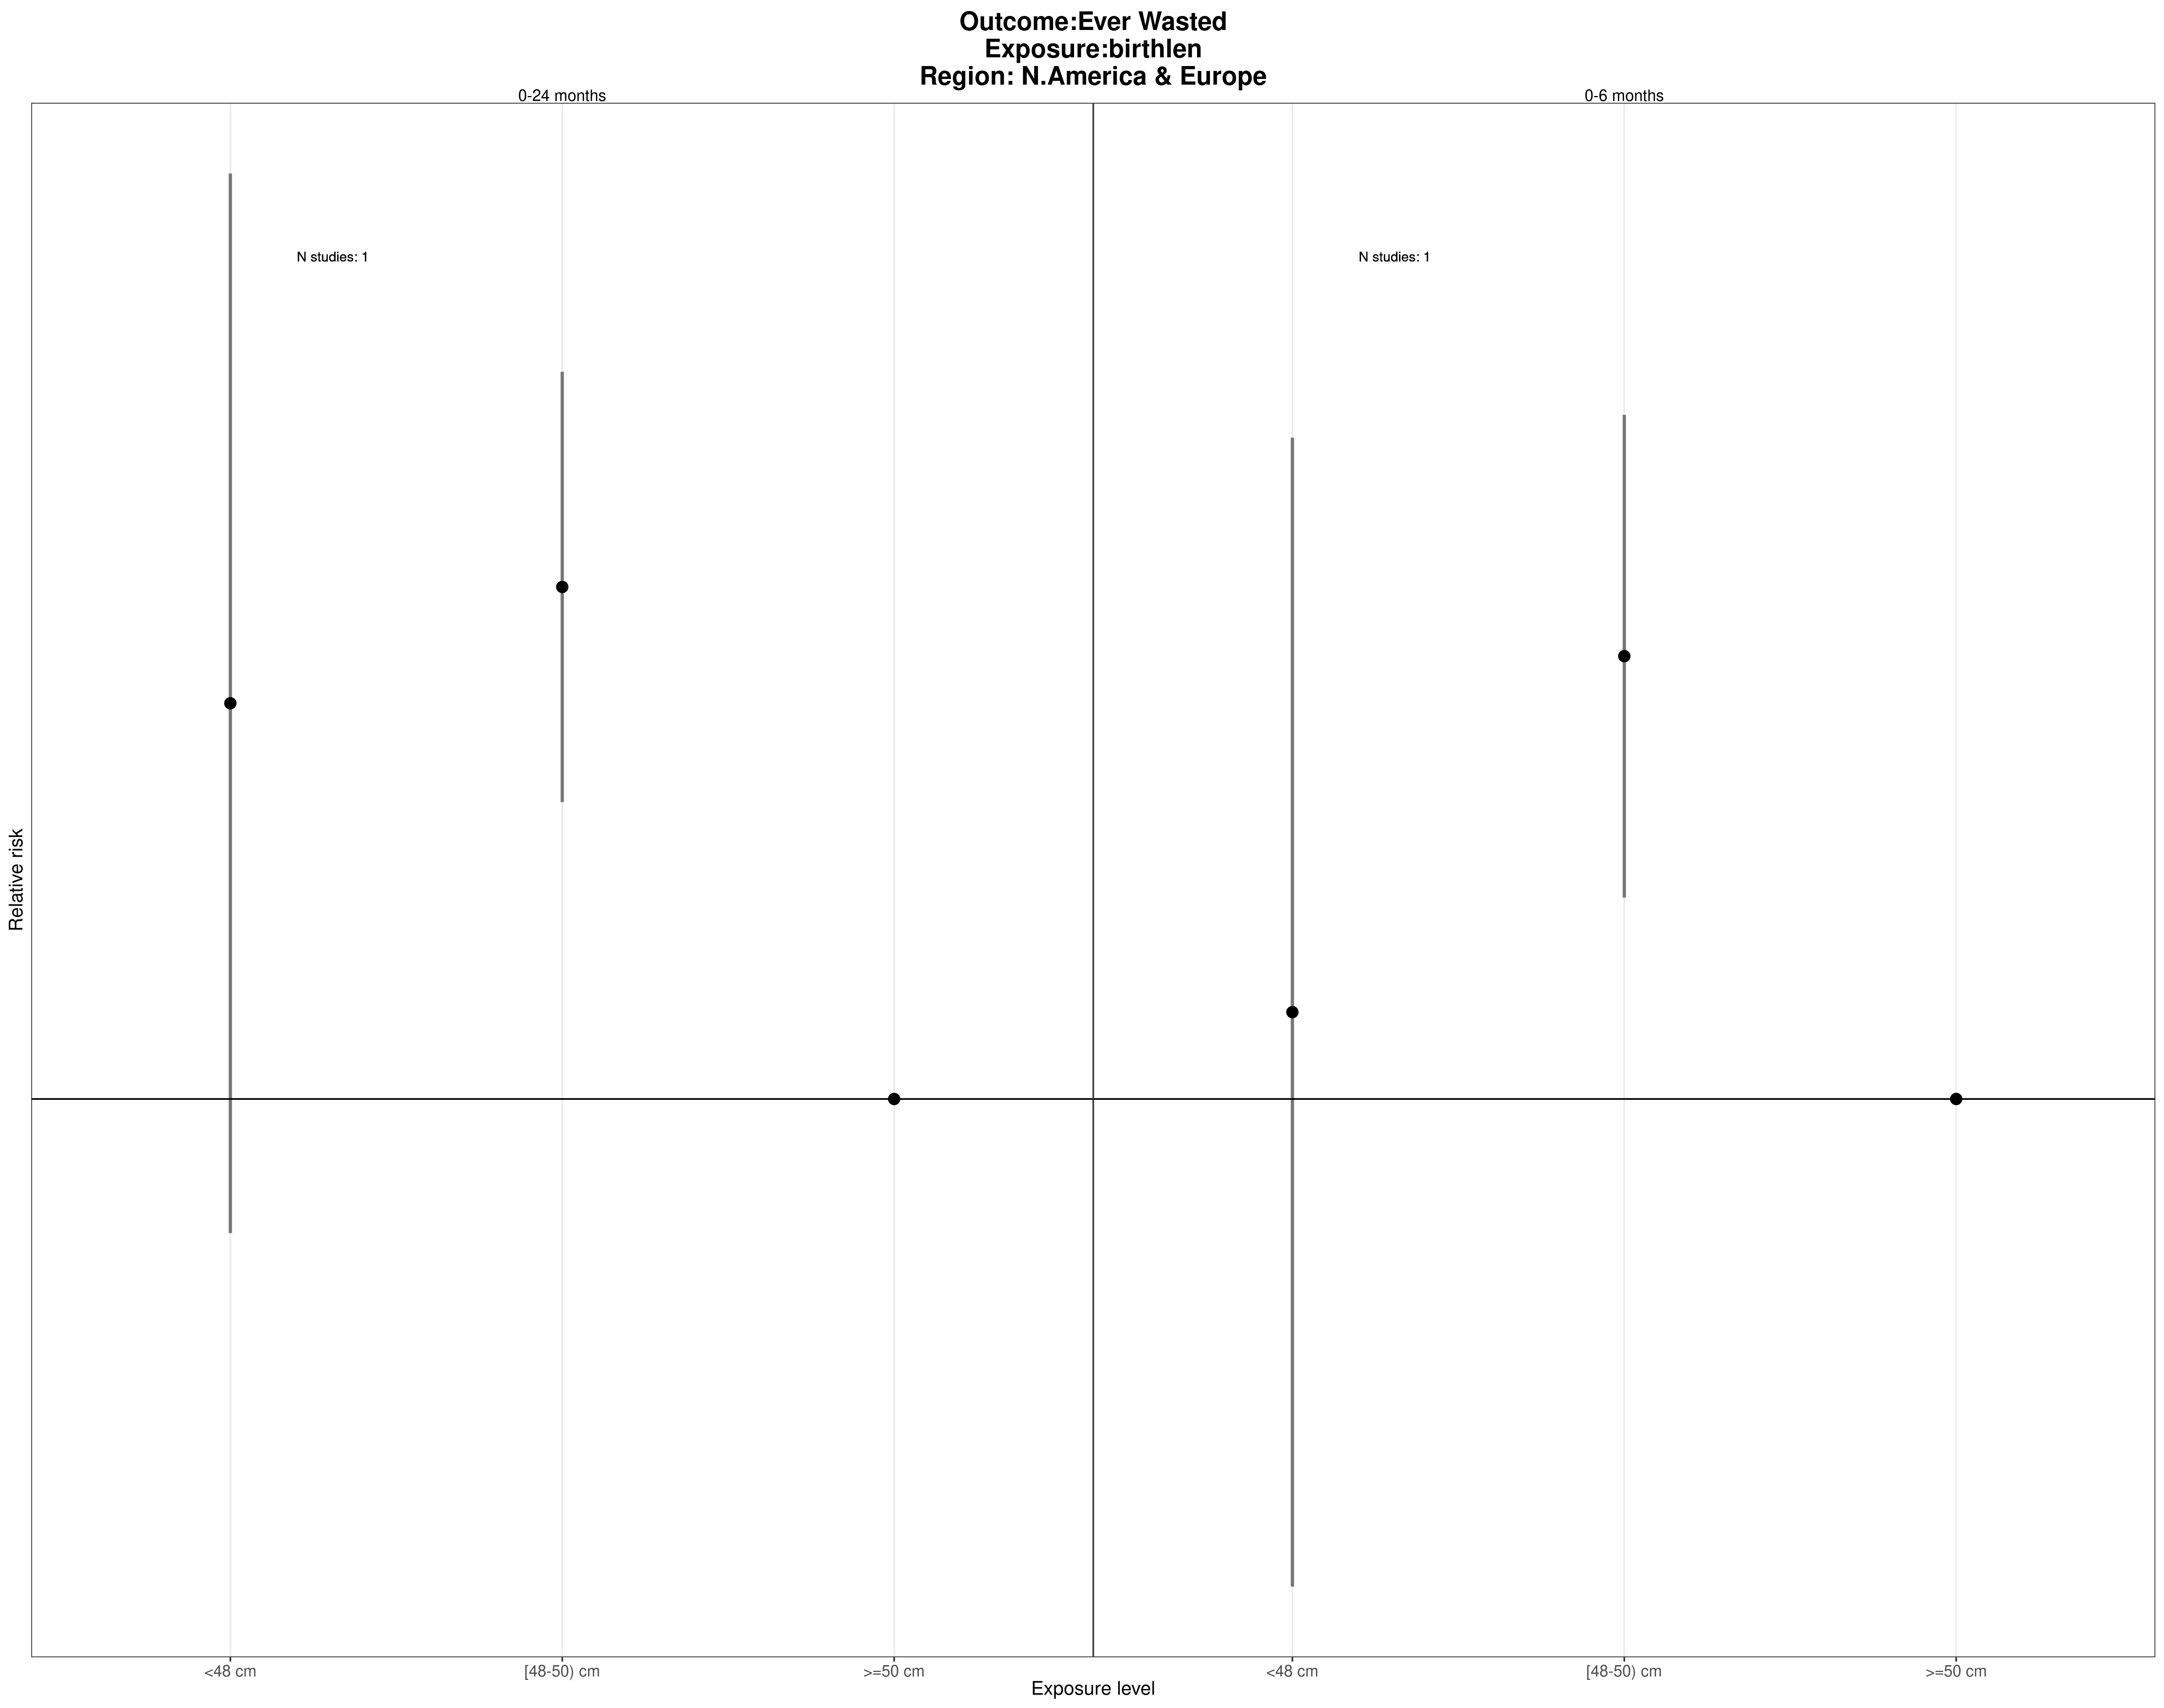 Outcome:Ever Wasted
Exposure:birthlen
Region: N.America & Europe
0-24 months
0-6 months
N studies: 1
N studies: 1
Relative risk
<48 cm
[48-50) cm
>=50 cm
<48 cm
[48-50) cm
>=50 cm
Exposure level